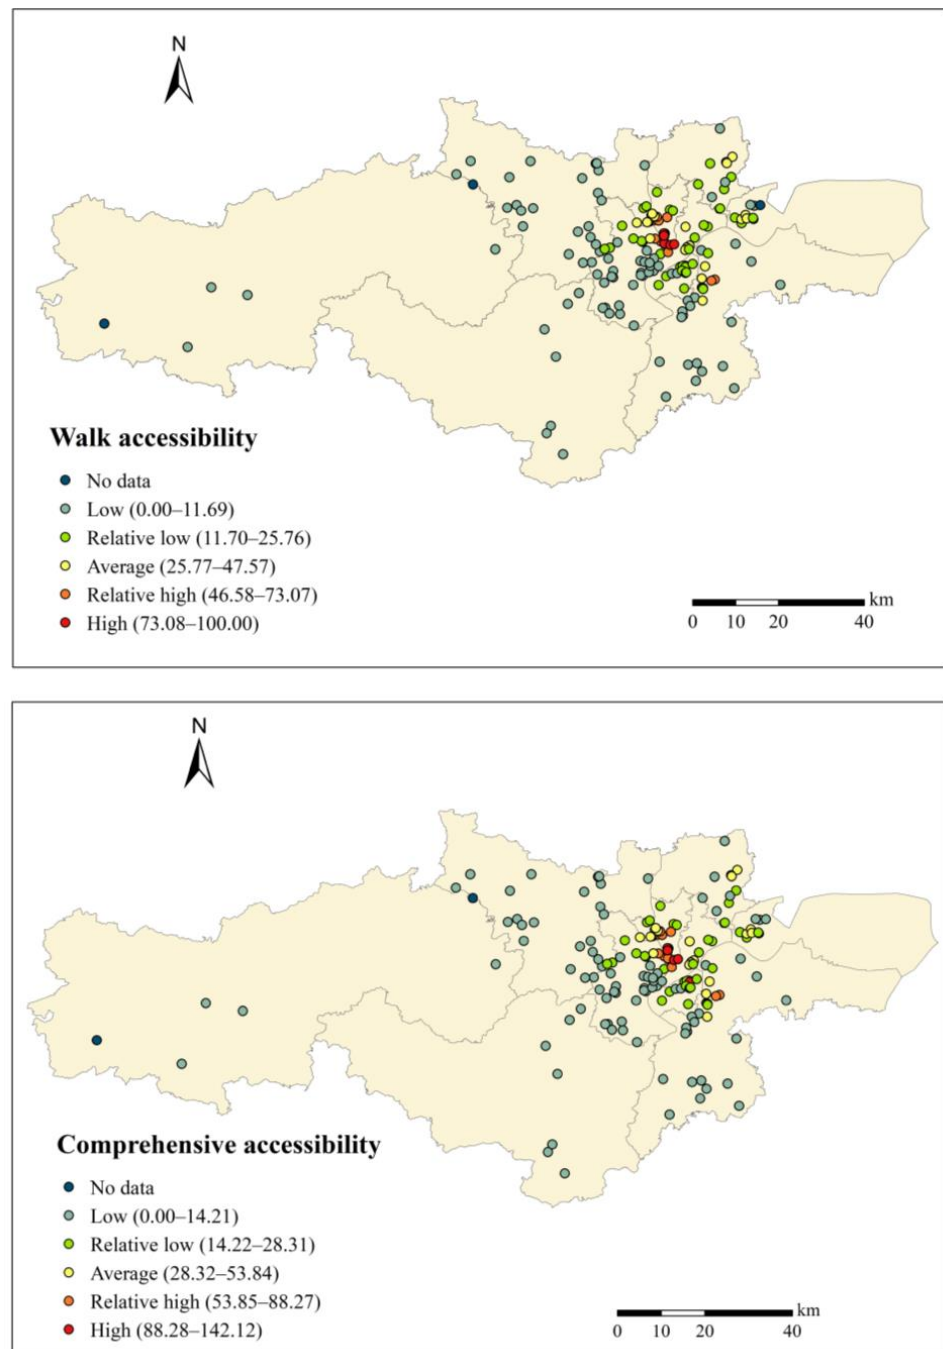 N
Walk accessibility
No data
Low (0.00–11.69)
Relative low (11.70–25.76)
Average (25.77–47.57)
Relative high (46.58–73.07)
High (73.08–100.00)
km
0 10 20 40
N
Comprehensive accessibility
No data
Low (0.00–14.21)
Relative low (14.22–28.31)
Average (28.32–53.84)
Relative high (53.85–88.27)
High (88.28–142.12)
km
0 10 20 40